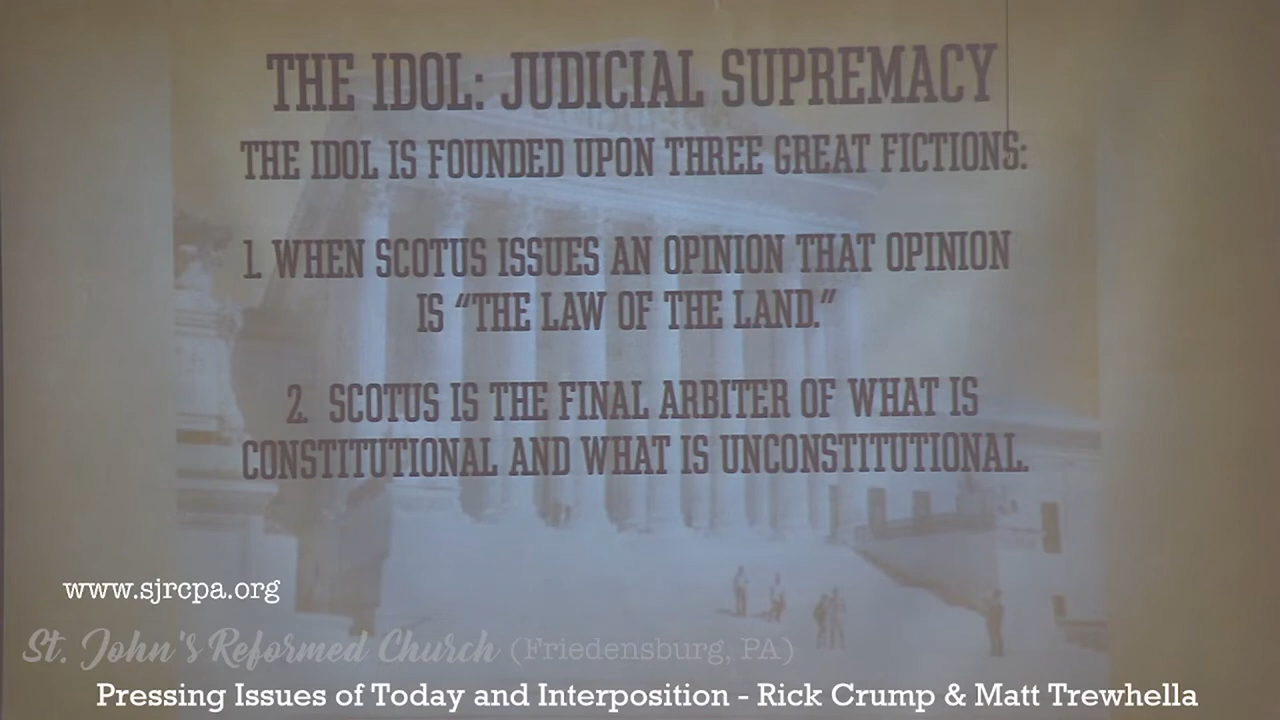 THE IDOL: JUDICIAL SUPREMACY
THE IDOL IS FOUNDED UPON THREE GREAT FICTIONS:
1. WHEN SCOTUS ISSUES AN OPINION THAT OPINION
IS “THE LAW OF THE LAND.”
2. SCOTUS IS THE FINAL ARBITER OF WHAT IS
CONSTITUTIONAL AND WHAT IS UNCONSTITUTIONAL.
www.sjrcpa.org
St. John's Reformed Church (Friedensburg, PA)
Pressing Issues of Today and Interposition - Rick Crump & Matt Trewhella